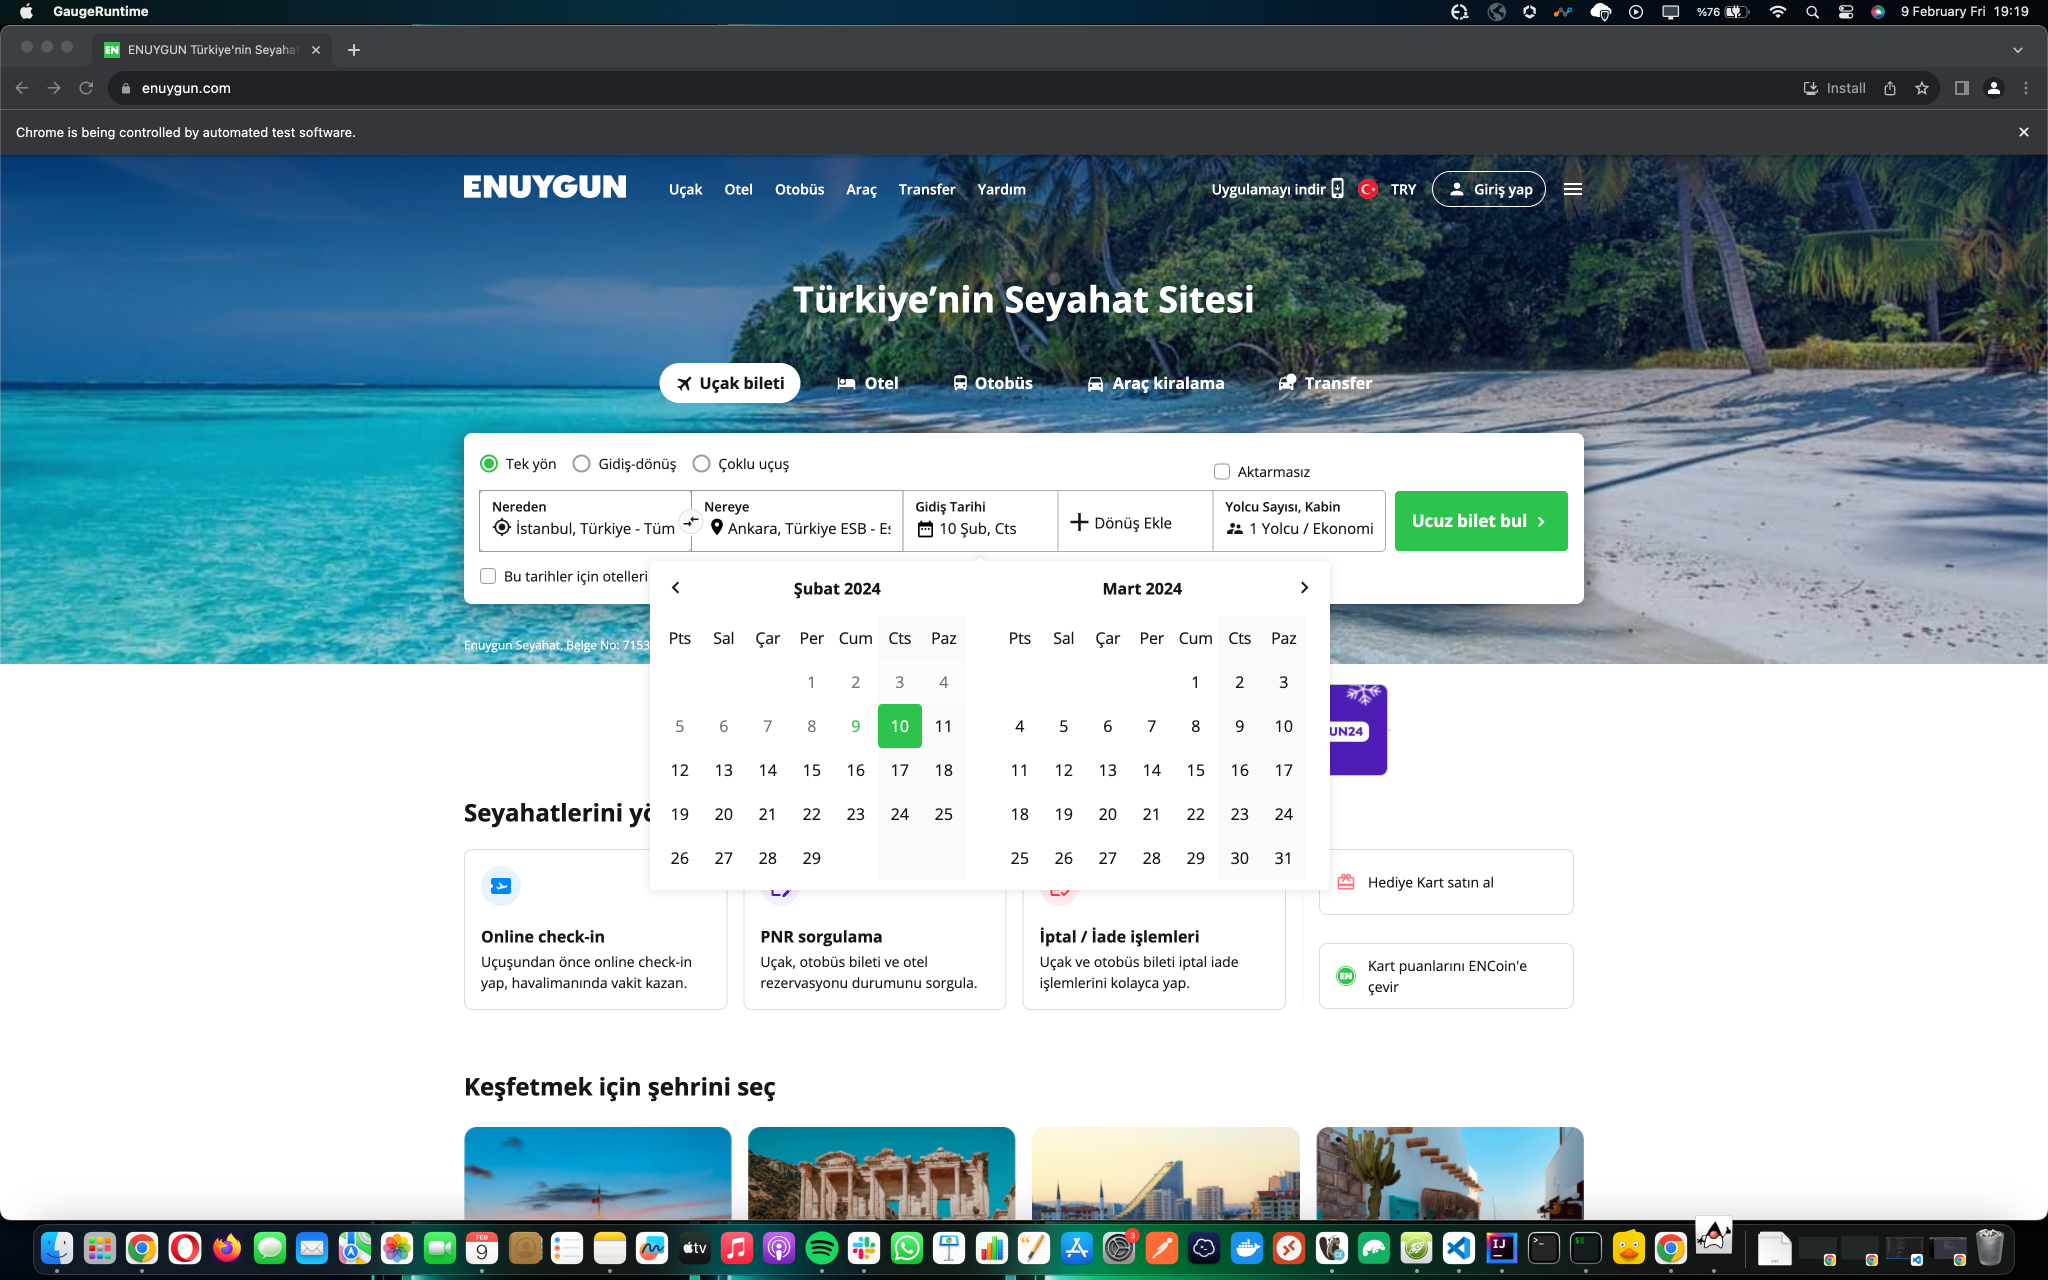 GaugeRuntime
%76
9 February Fri 19:19
EN ENUYGUN Türkiye'nin Seyaha
enuygun.com
Install
Chrome is being controlled by automated test software.
ENUYGUN
Uçak Otel Otobüs Araç Transfer Yardım
Uygulamayı indir TRY Giriş yap
Türkiye’nin Seyahat Sitesi
Uçak bileti Otel Otobüs Araç kiralama Transfer
Tek yön Gidiş-dönüş Çoklu uçuş Aktarmasız
Nereden
İstanbul, Türkiye - Tüm
Nereye
Ankara, Türkiye ESB - Es
Gidiş Tarihi
10 Şub, Cts
Dönüş Ekle
Yolcu Sayısı, Kabin
1 Yolcu / Ekonomi
Ucuz bilet bul
Bu tarihler için otelleri
Enuygun Seyahat, Belge No: 7153
Şubat 2024
Pts Sal Çar Per Cum Cts Paz
1 2 3 4
5 6 7 8 9 10 11
12 13 14 15 16 17 18
19 20 21 22 23 24 25
26 27 28 29
Mart 2024
Pts Sal Çar Per Cum Cts Paz
1 2 3
4 5 6 7 8 9 10
11 12 13 14 15 16 17
18 19 20 21 22 23 24
25 26 27 28 29 30 31
UN24
Seyahatlerini yö
Online check-in
Uçuşundan önce online check-in
yap, havalimanında vakit kazan.
PNR sorgulama
Uçak, otobüs bileti ve otel
rezervasyonu durumunu sorgula.
İptal / İade işlemleri
Uçak ve otobüs bileti iptal iade
işlemlerini kolayca yap.
Hediye Kart satın al
EN
Kart puanlarını ENCoin'e
çevir
Keşfetmek için şehrini seç
FEB
9
tv
3
IJ